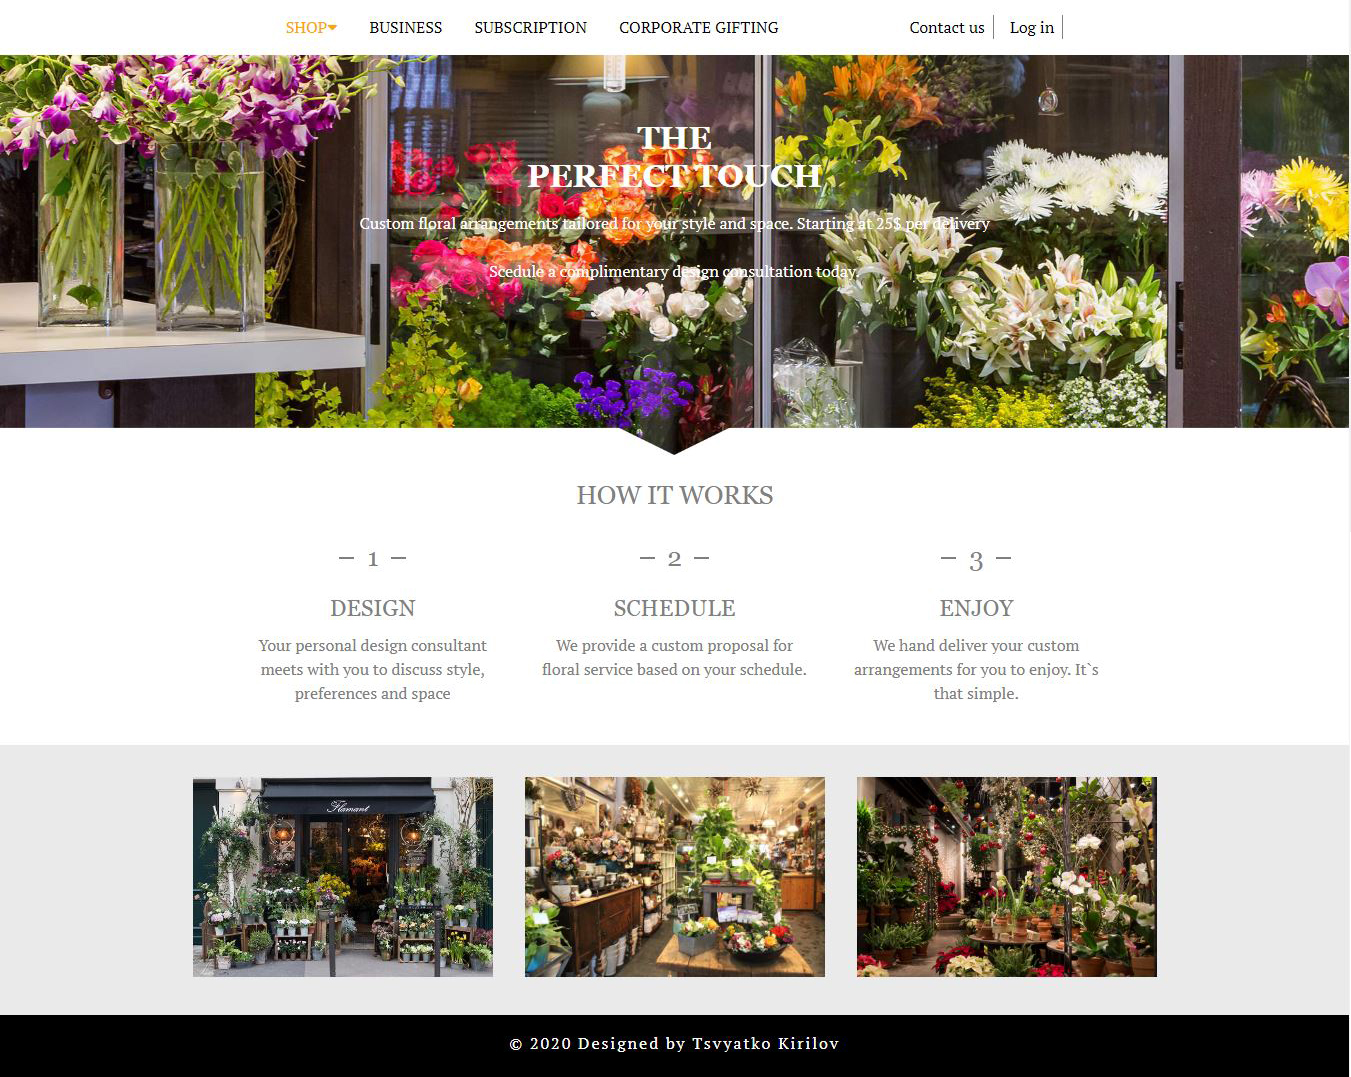 SHOP BUSINESS SUBSCRIPTION CORPORATE GIFTING Contact us Log in
THE
PERFECT TOUCH
Custom floral arrangements tailored for your style and space. Starting at 25$ per delivery
Scedule a complimentary design consultation today.
HOW IT WORKS
– 1 – – 2 – – 3 –
DESIGN SCHEDULE ENJOY
Your personal design consultant
meets with you to discuss style,
preferences and space
We provide a custom proposal for
floral service based on your schedule.
We hand deliver your custom
arrangements for you to enjoy. It`s
that simple.
Flamant
© 2020 Designed by Tsvyatko Kirilov